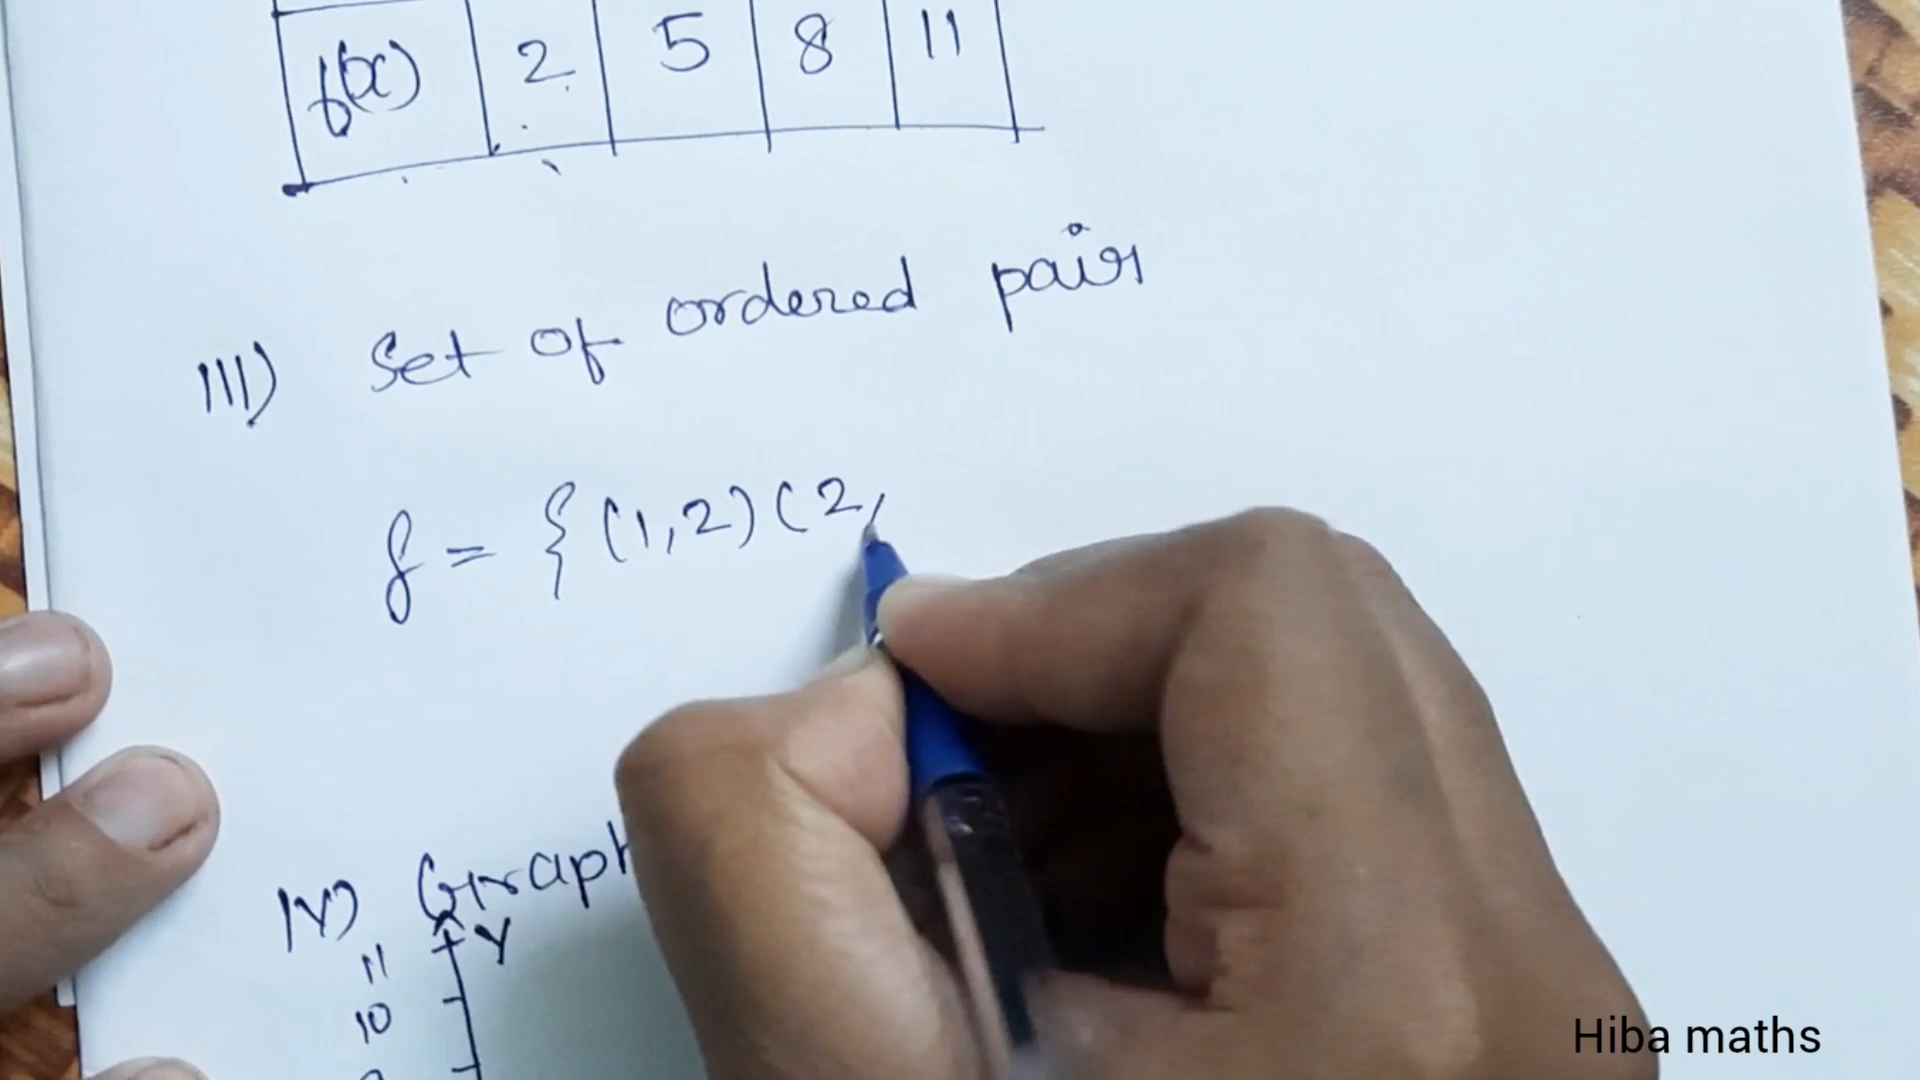 f(x) 2 5 8 11
III) Set of ordered pair
f = { (1,2) (2,
IV) Graph
Y
11
10
Hiba maths